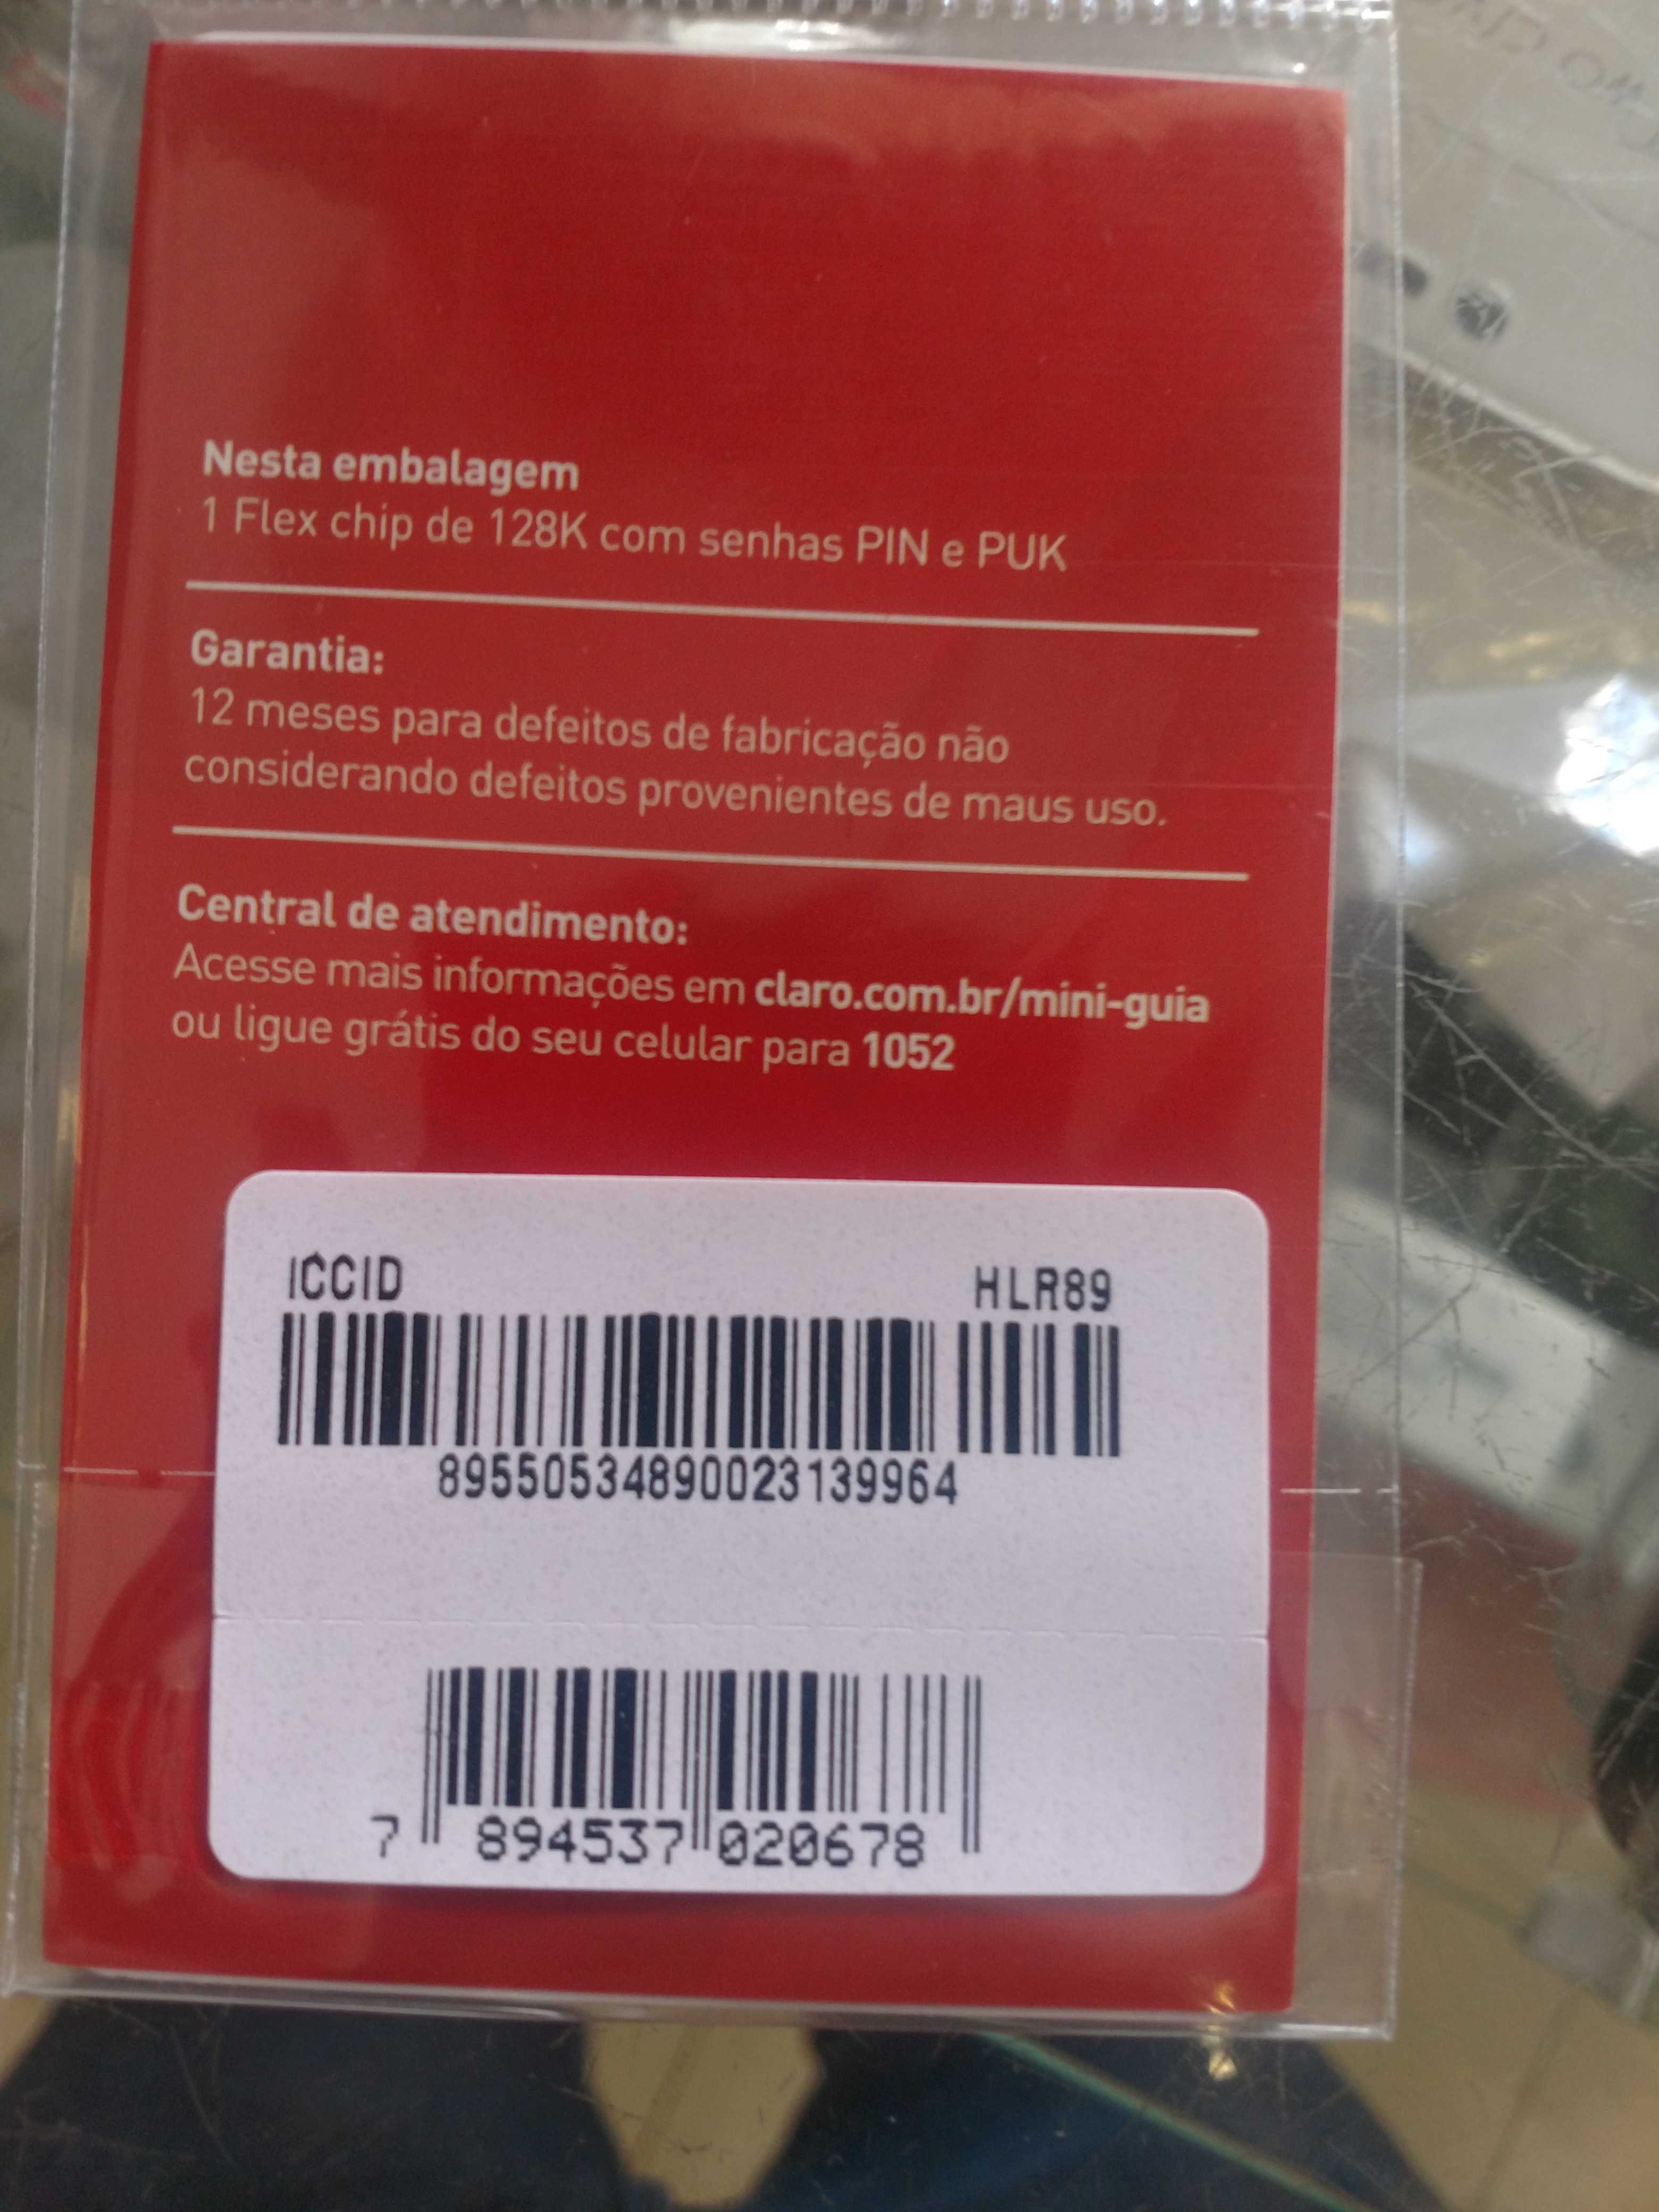 Nesta embalagem
1 Flex chip de 128K com senhas PIN e PUK
Garantia:
12 meses para defeitos de fabricação não
considerando defeitos provenientes de maus uso.
Central de atendimento:
Acesse mais informações em claro.com.br/mini-guia
ou ligue grátis do seu celular para 1052
ICCID HLR89
89550534890023139964
7 894537 020678